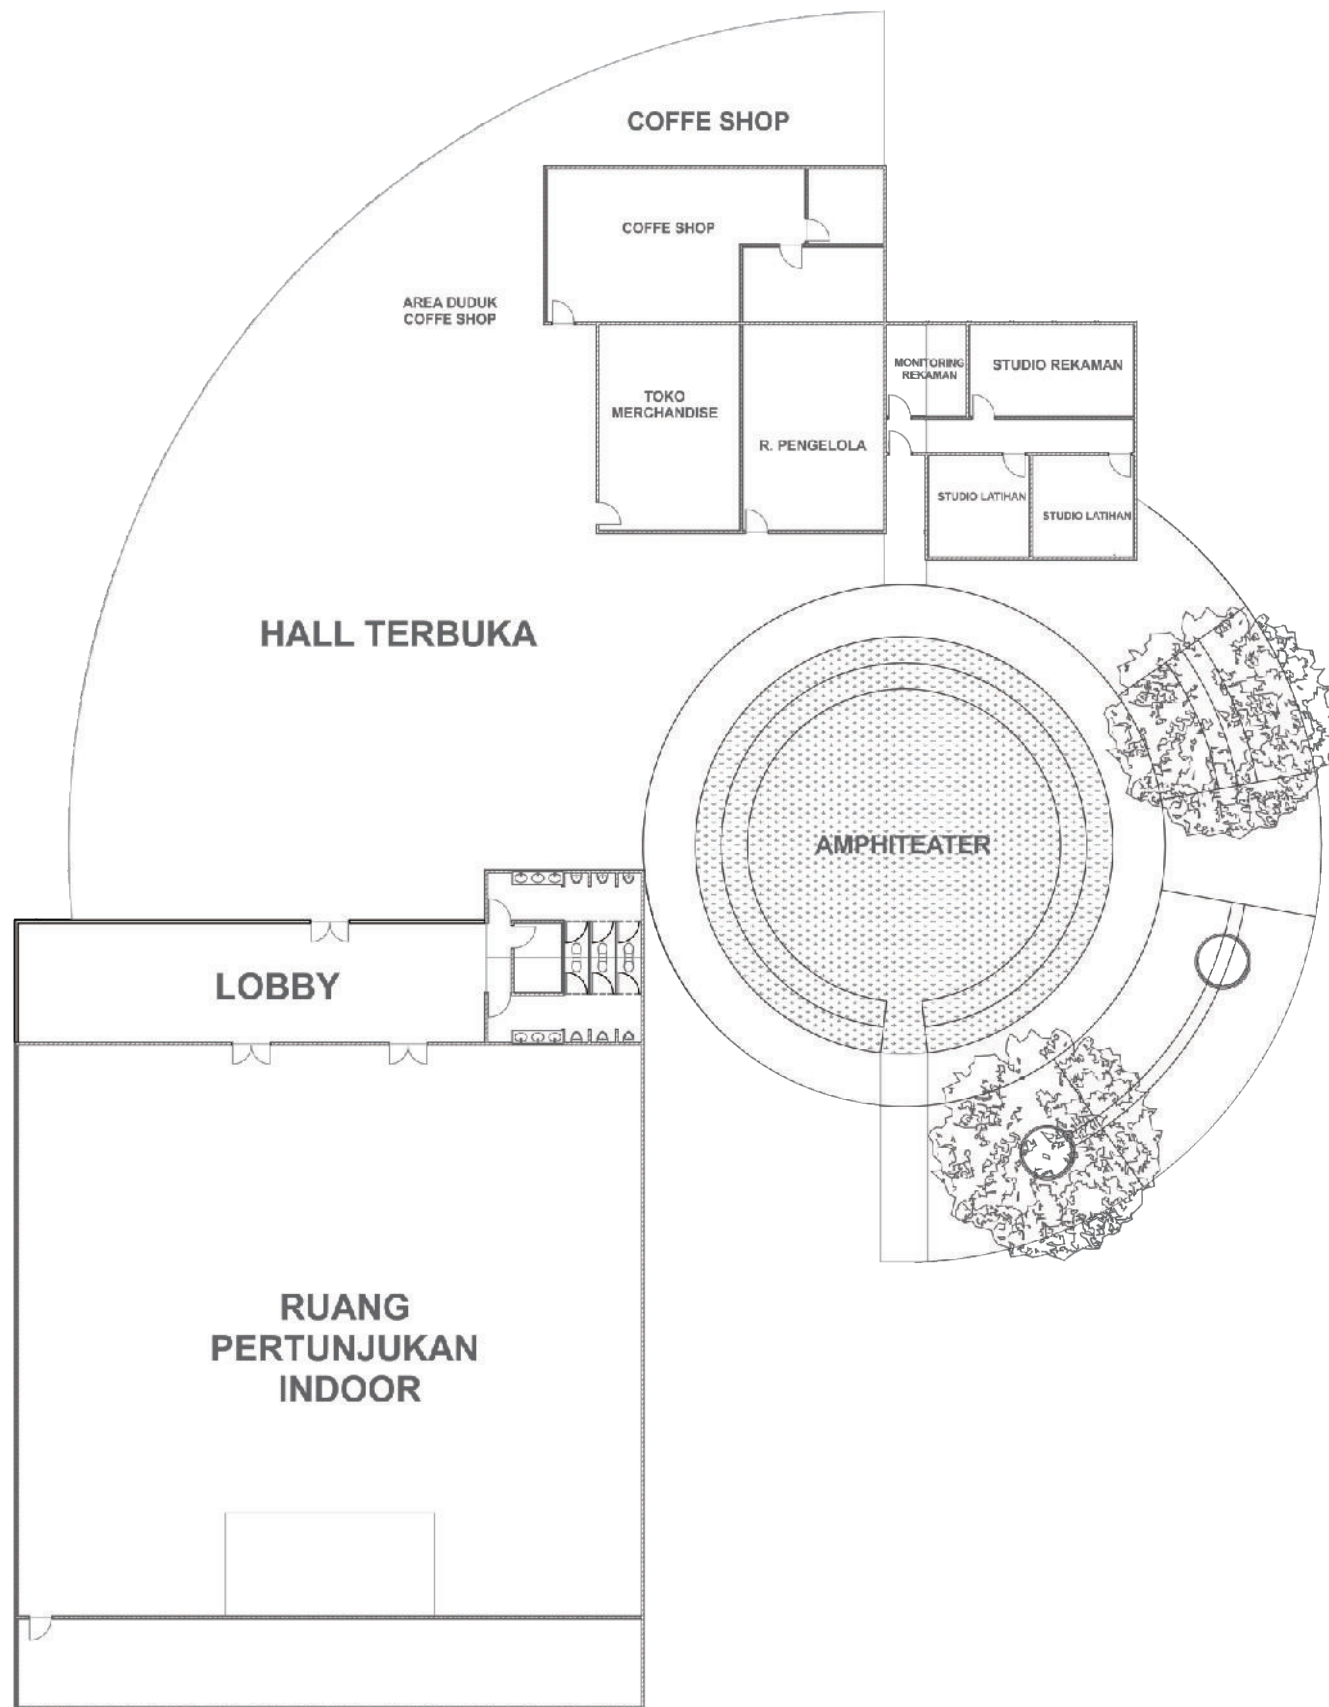 COFFE SHOP
COFFE SHOP
AREA DUDUK
COFFE SHOP
MONITORING
REKAMAN
STUDIO REKAMAN
TOKO
MERCHANDISE
R. PENGELOLA
STUDIO LATIHAN
STUDIO LATIHAN
HALL TERBUKA
AMPHITEATER
LOBBY
RUANG
PERTUNJUKAN
INDOOR